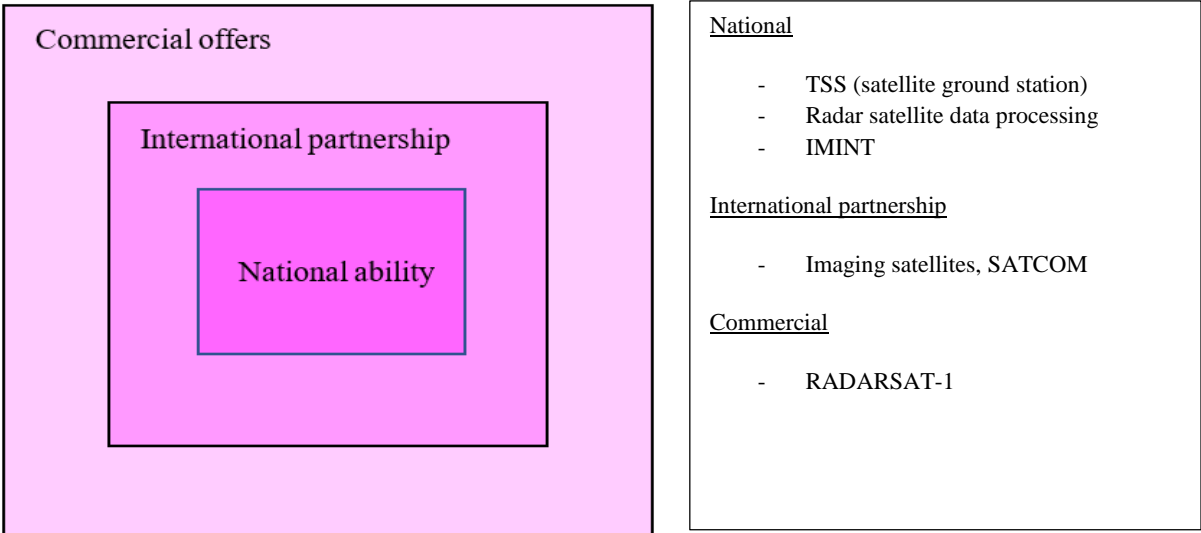 Commercial offers
International partnership
National ability
National
- TSS (satellite ground station)
- Radar satellite data processing
- IMINT
International partnership
- Imaging satellites, SATCOM
Commercial
- RADARSAT-1